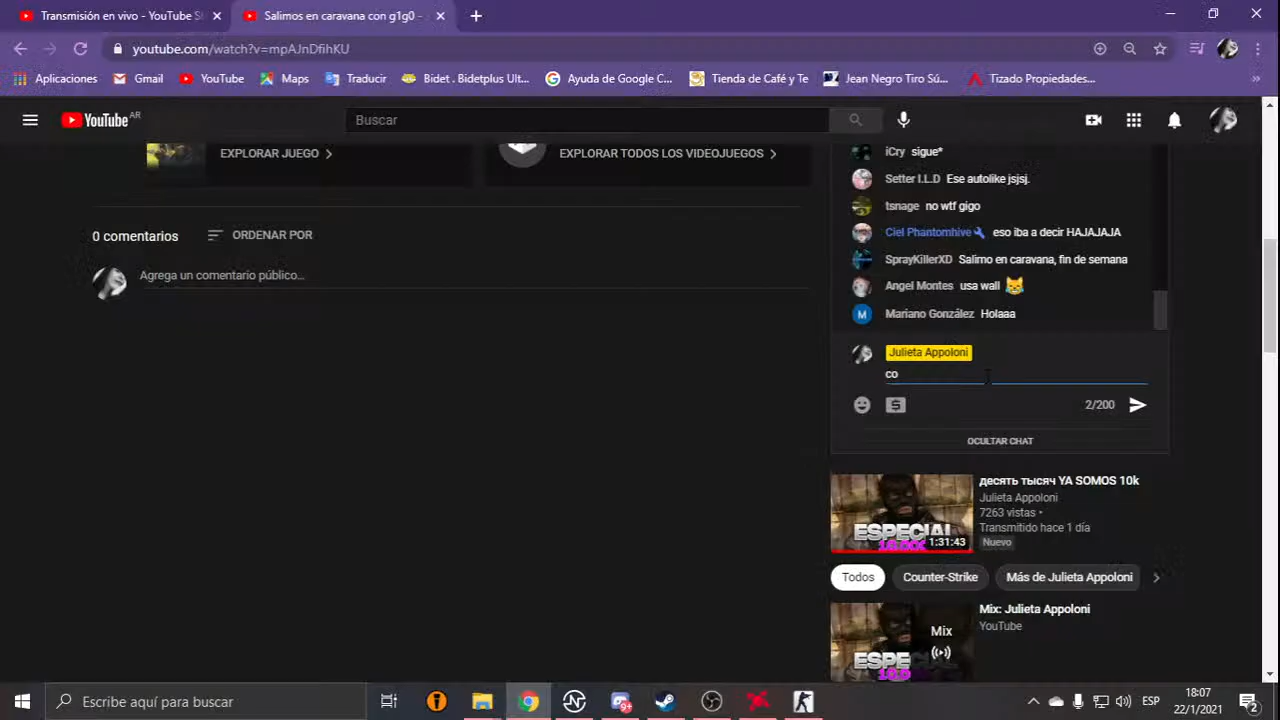 Transmisión en vivo - YouTube S
Salimos en caravana con g1g0 -
youtube.com/watch?v=mpAJnDfihKU
Aplicaciones
Gmail
YouTube
Maps
Traducir
Bidet . Bidetplus Ult...
Ayuda de Google C...
Tienda de Café y Te
Jean Negro Tiro Sú...
Tizado Propiedades...
»
YouTube AR
Buscar
EXPLORAR JUEGO
EXPLORAR TODOS LOS VIDEOJUEGOS
iCry sigue*
Setter I.L.D Ese autolike jsjsj.
tsnage no wtf gigo
Ciel Phantomhive eso iba a decir HAJAJAJA
SprayKillerXD Salimo en caravana, fin de semana
Angel Montes usa wall
M Mariano González Holaaa
0 comentarios
ORDENAR POR
Agrega un comentario público...
Julieta Appoloni
co
2/200
OCULTAR CHAT
ESPECIAL
1:31:43
десять тысяч YA SOMOS 10k
Julieta Appoloni
7263 vistas •
Transmitido hace 1 día
Nuevo
Todos
Counter-Strike
Más de Julieta Appoloni
Mix
Mix: Julieta Appoloni
YouTube
Escribe aquí para buscar
9+
ESP
18:07
22/1/2021
2